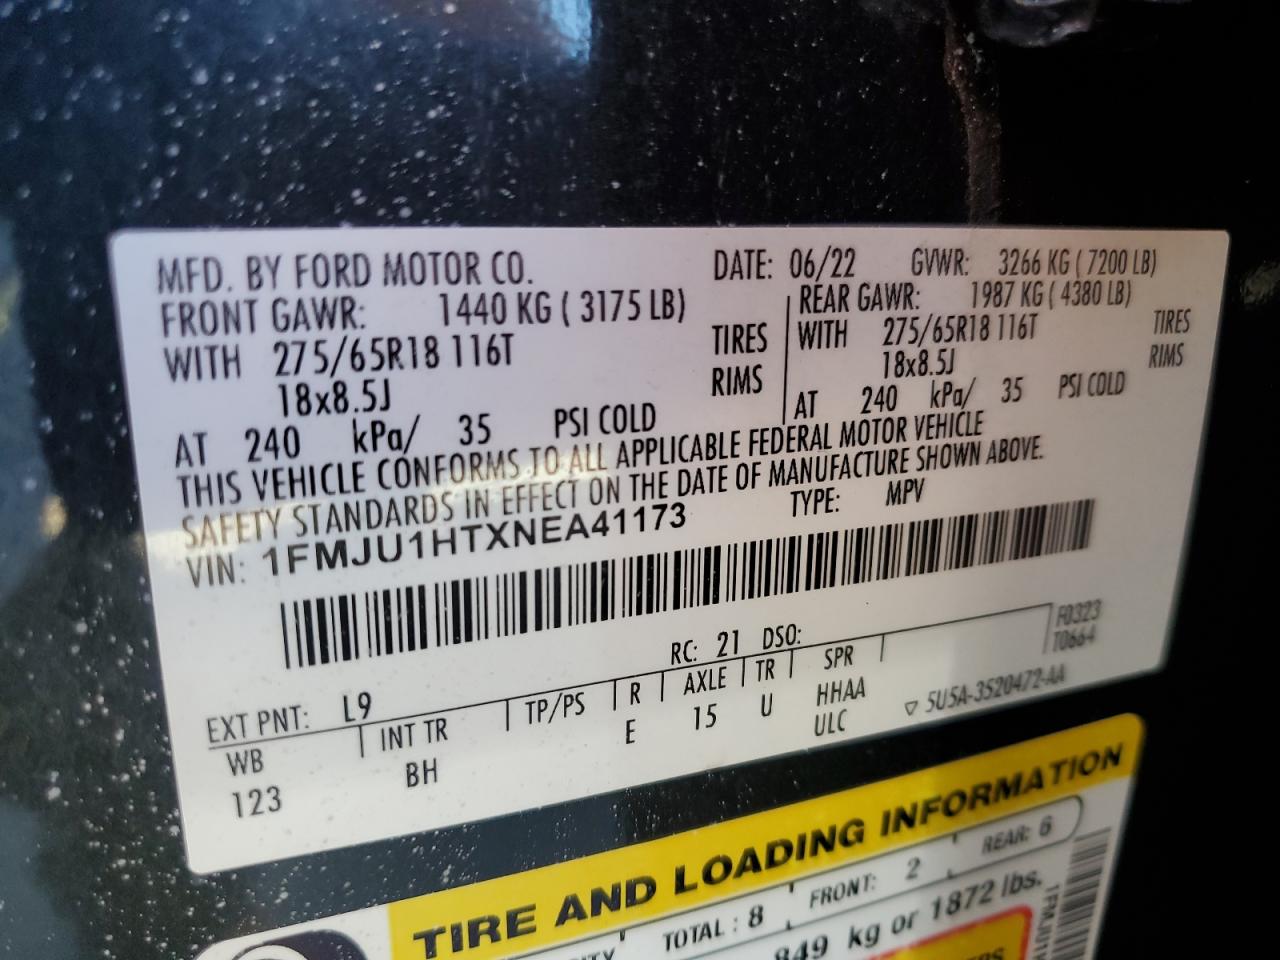 MFD. BY FORD MOTOR CO. DATE: 06/22 GVWR: 3266 KG ( 7200 LB)
FRONT GAWR: 1440 KG ( 3175 LB) REAR GAWR: 1987 KG ( 4380 LB)
WITH 275/65R18 116T TIRES WITH 275/65R18 116T TIRES
18x8.5J RIMS 18x8.5J RIMS
AT 240 kPa/ 35 PSI COLD AT 240 kPa/ 35 PSI COLD
THIS VEHICLE CONFORMS TO ALL APPLICABLE FEDERAL MOTOR VEHICLE
SAFETY STANDARDS IN EFFECT ON THE DATE OF MANUFACTURE SHOWN ABOVE.
VIN: 1FMJU1HTXNEA41173 TYPE: MPV
F0323
T0664
RC: 21 DSO:
EXT PNT: L9
WB INT TR TP/PS R AXLE TR SPR
123 BH E 15 U HHAA
ULC
5U5A-3520472-AA
TIRE AND LOADING INFORMATION
TOTAL : 8 FRONT: 2 REAR: 6
849 kg or 1872 lbs.